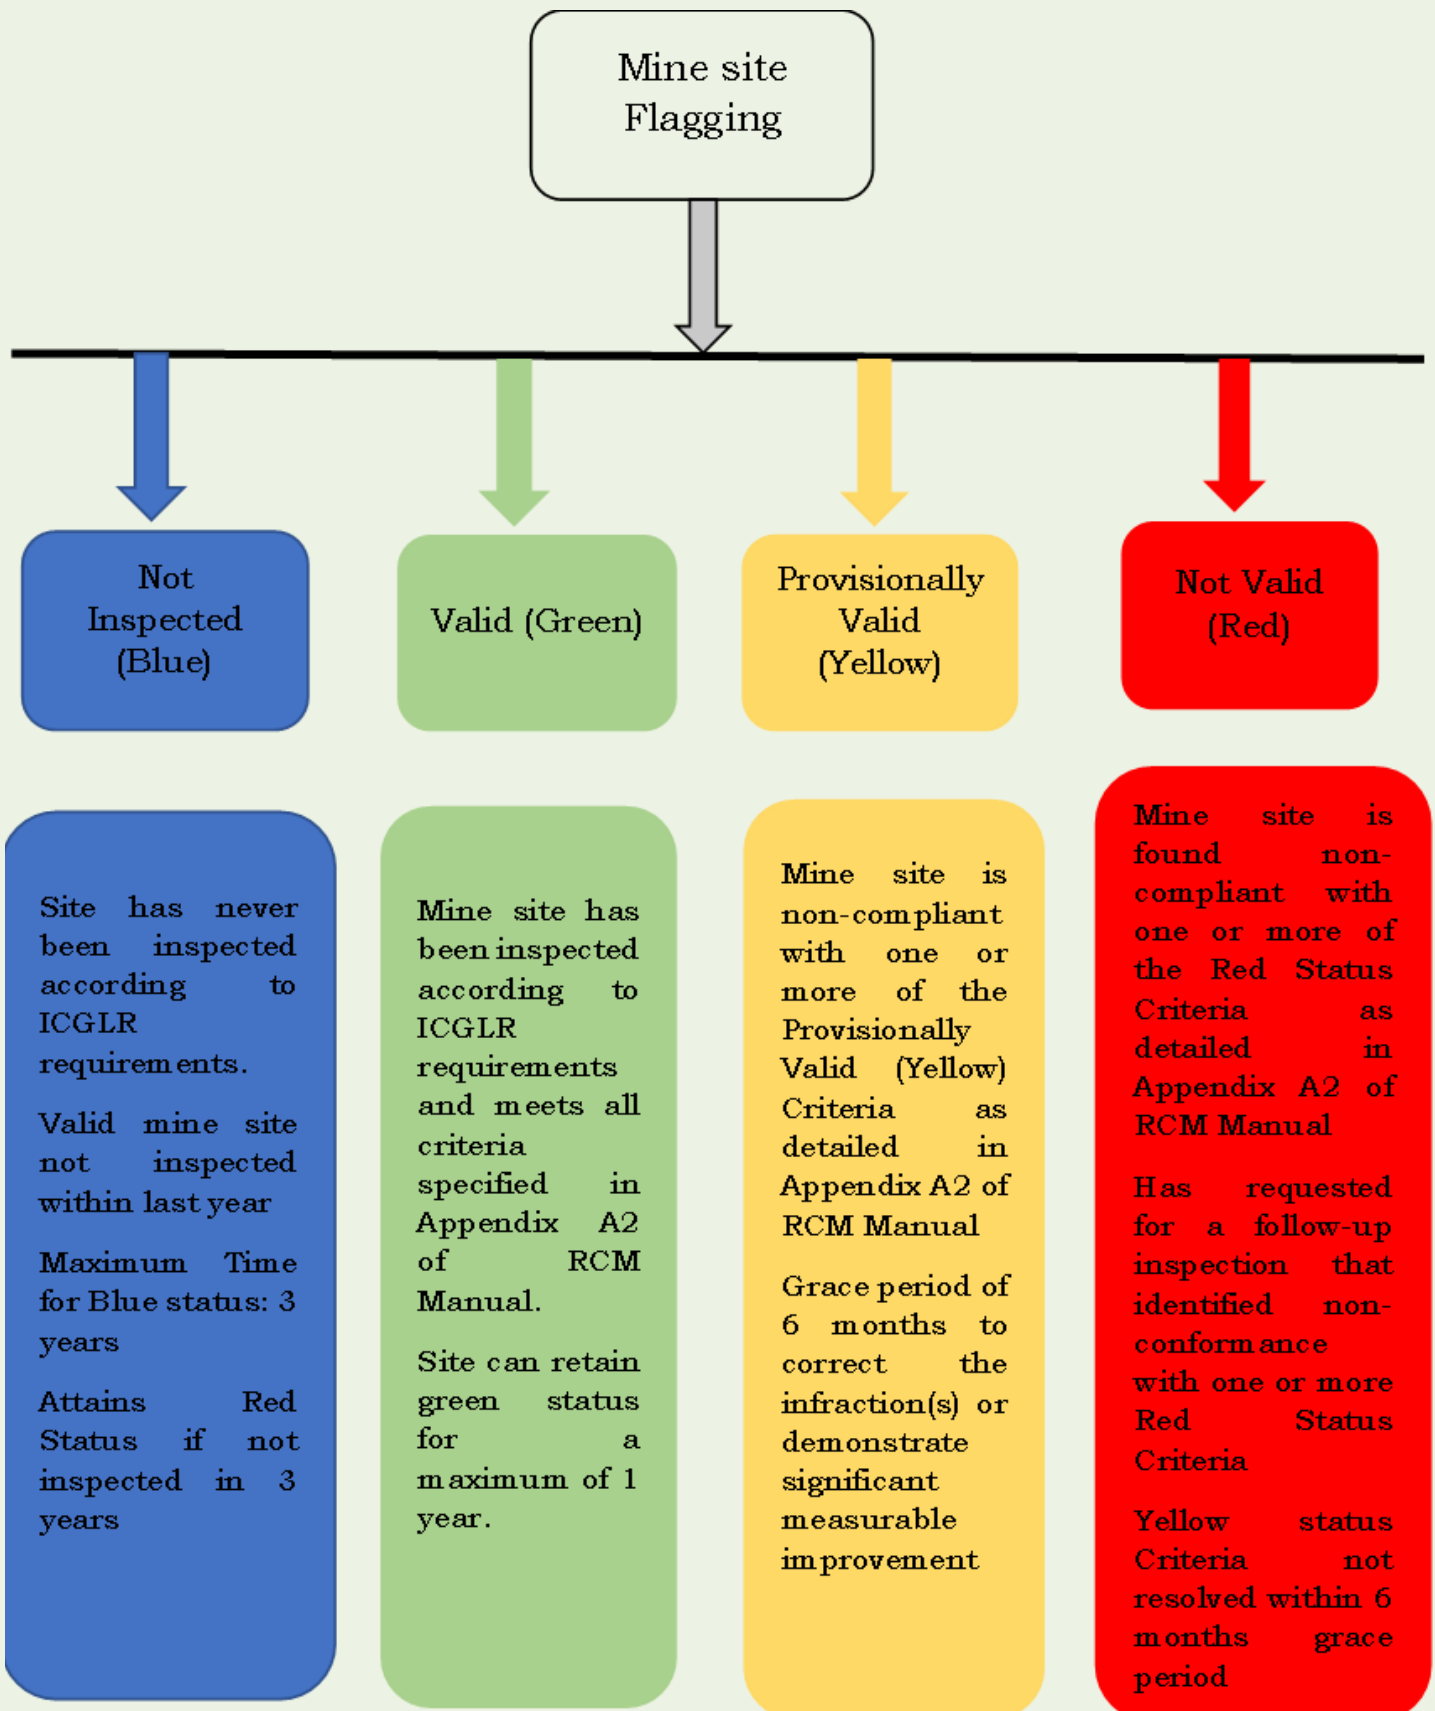 Mine site
Flagging
Not
Inspected
(Blue)
Valid (Green)
Provisionally
Valid
(Yellow)
Not Valid
(Red)
Site has never
been inspected
according to
ICGLR
requirements.
Valid mine site
not inspected
within last year
Maximum Time
for Blue status: 3
years
Attains Red
Status if not
inspected in 3
years
Mine site has
been inspected
according to
ICGLR
requirements
and meets all
criteria
specified in
Appendix A2
of RCM
Manual.
Site can retain
green status
for a
maximum of 1
year.
Mine site is
non-compliant
with one or
more of the
Provisionally
Valid (Yellow)
Criteria as
detailed in
Appendix A2 of
RCM Manual
Grace period of
6 months to
correct the
infraction(s) or
demonstrate
significant
measurable
improvement
Mine site is
found non-
compliant with
one or more of
the Red Status
Criteria as
detailed in
Appendix A2 of
RCM Manual
Has requested
for a follow-up
inspection that
identified non-
conformance
with one or more
Red Status
Criteria
Yellow status
Criteria not
resolved within 6
months grace
period